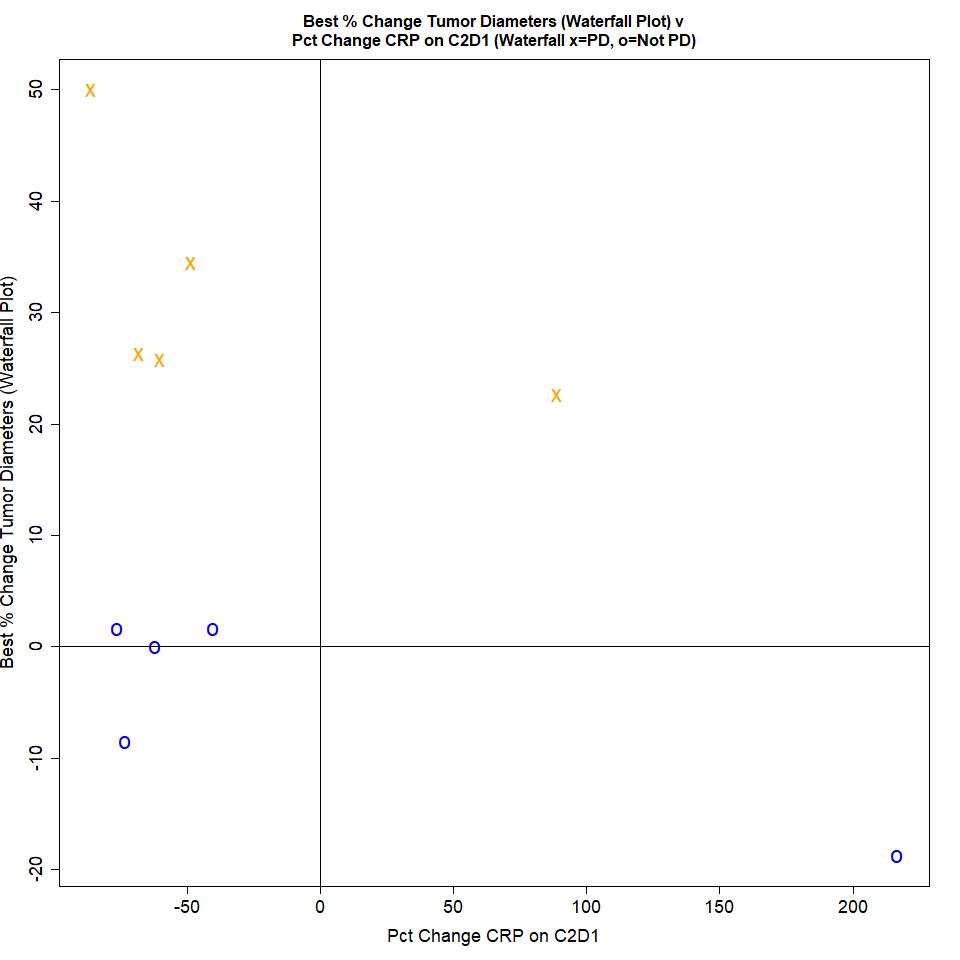 Best % Change Tumor Diameters (Waterfall Plot) v
Pct Change CRP on C2D1 (Waterfall x=PD, o=Not PD)
Best % Change Tumor Diameters (Waterfall Plot)
50
40
30
20
10
0
-10
-20
X
X
X
X
X
O
O
O
O
O
-50
0
50
100
150
200
Pct Change CRP on C2D1